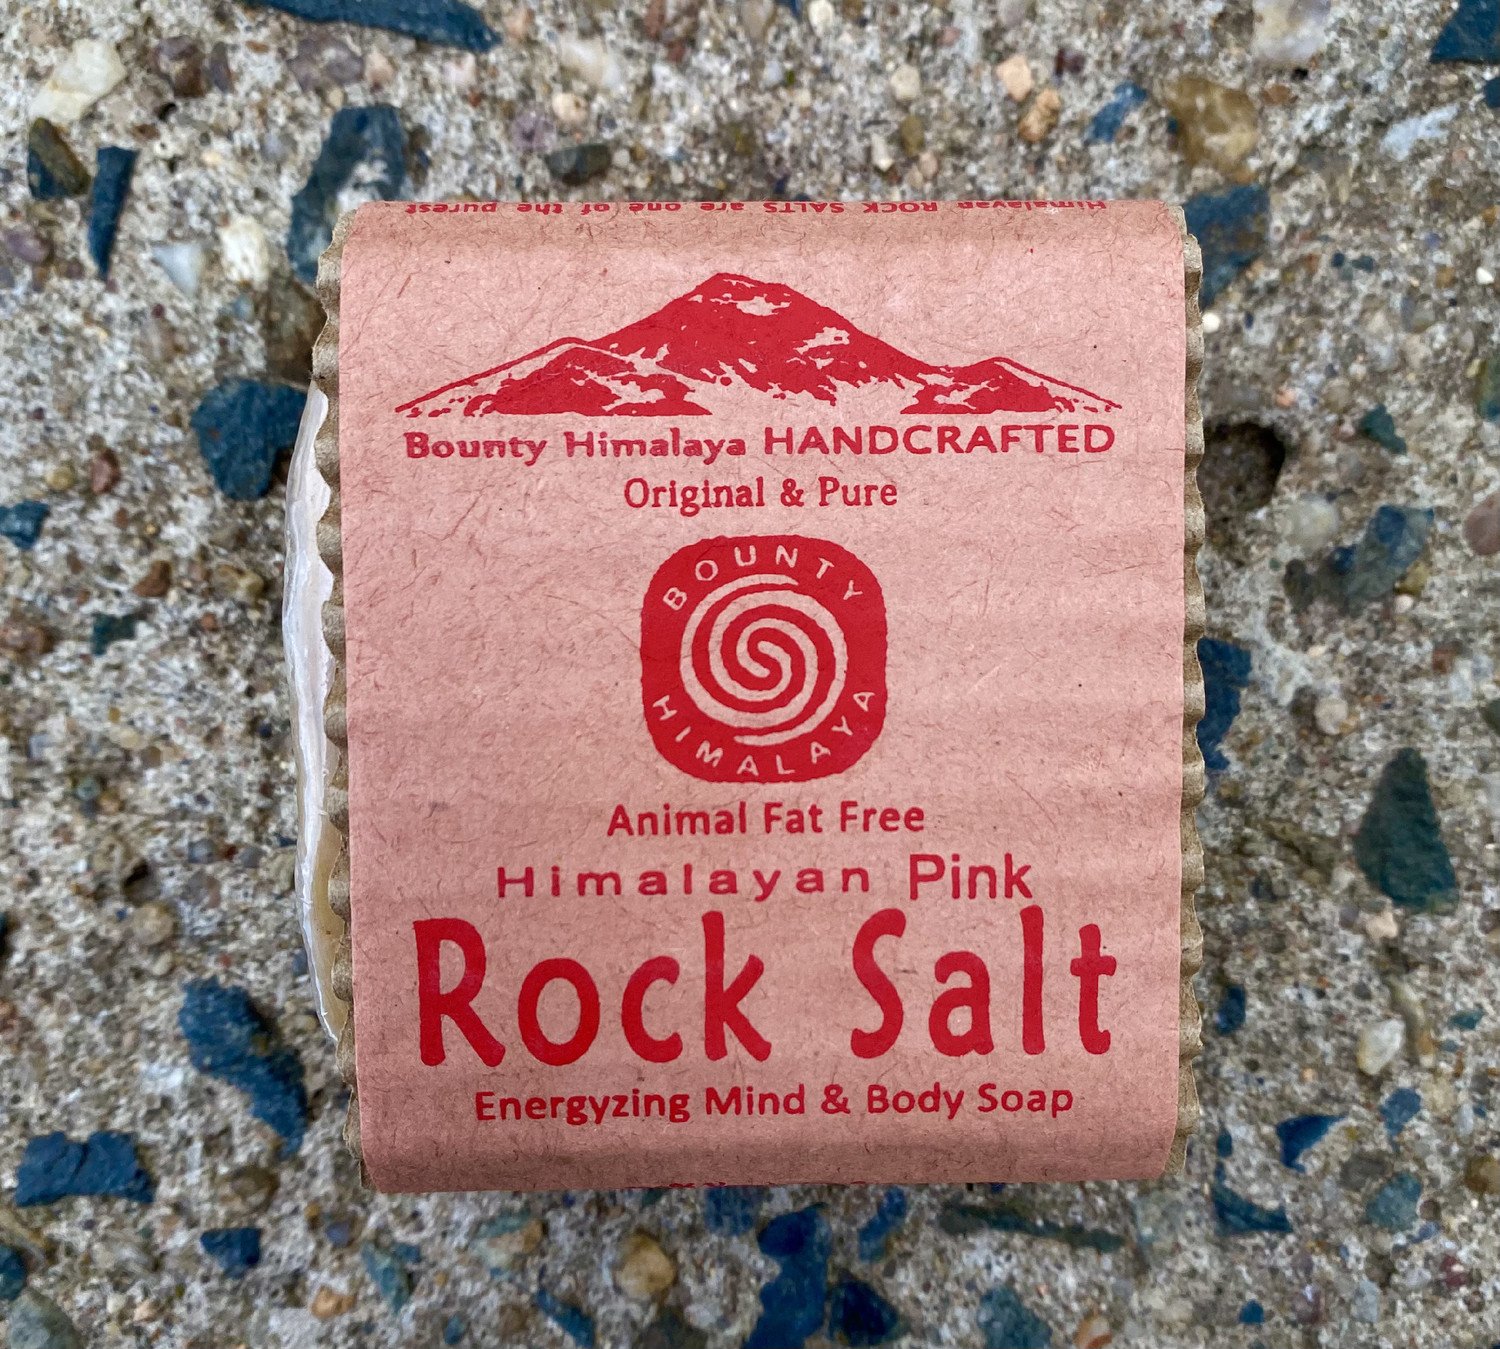 Himalayan ROCK SALTS are one of the purest
Bounty Himalaya HANDCRAFTED
Original & Pure
BOUNTY
HIMALAYA
Animal Fat Free
Himalayan Pink
Rock Salt
Energyzing Mind & Body Soap